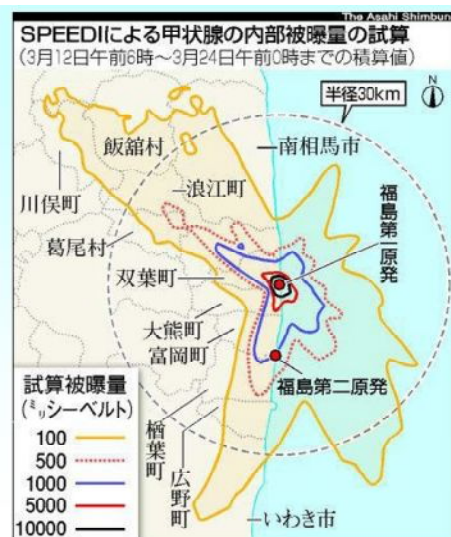 The Asahi Shimbun
SPEEDIによる甲状腺の内部被曝量の試算
(3月12日午前6時～3月24日午前0時までの積算値)
N
半径30km
飯舘村
南相馬市
川俣町
浪江町
福島第一原発
葛尾村
双葉町
大熊町
富岡町
福島第二原発
試算被曝量
(ミリシーベルト)
100
500
1000
5000
10000
楢葉町
広野町
いわき市